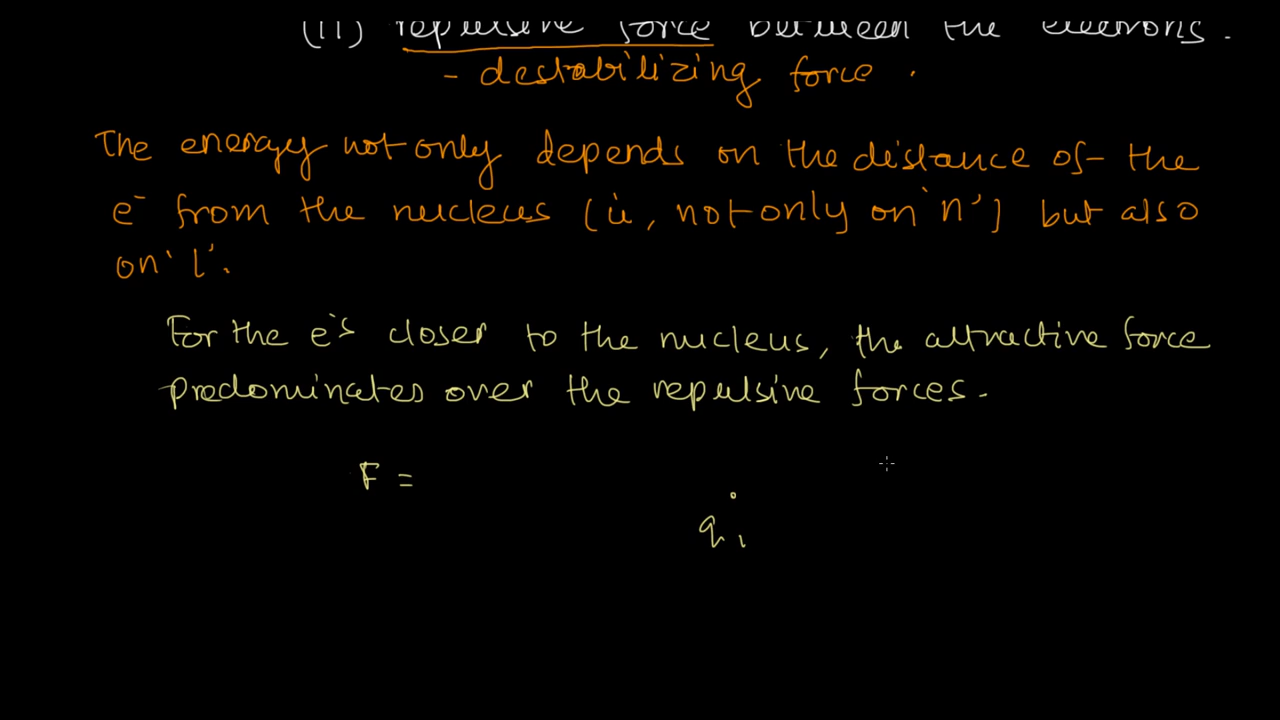 (ii) repulsive force between the electrons.
- destabilizing force.
The energy not only depends on the distance of the
e⁻ from the nucleus (ie, not only on 'n') but also
on 'l'.
For the e's closer to the nucleus, the attractive force
predominates over the repulsive forces.
F =
q₁